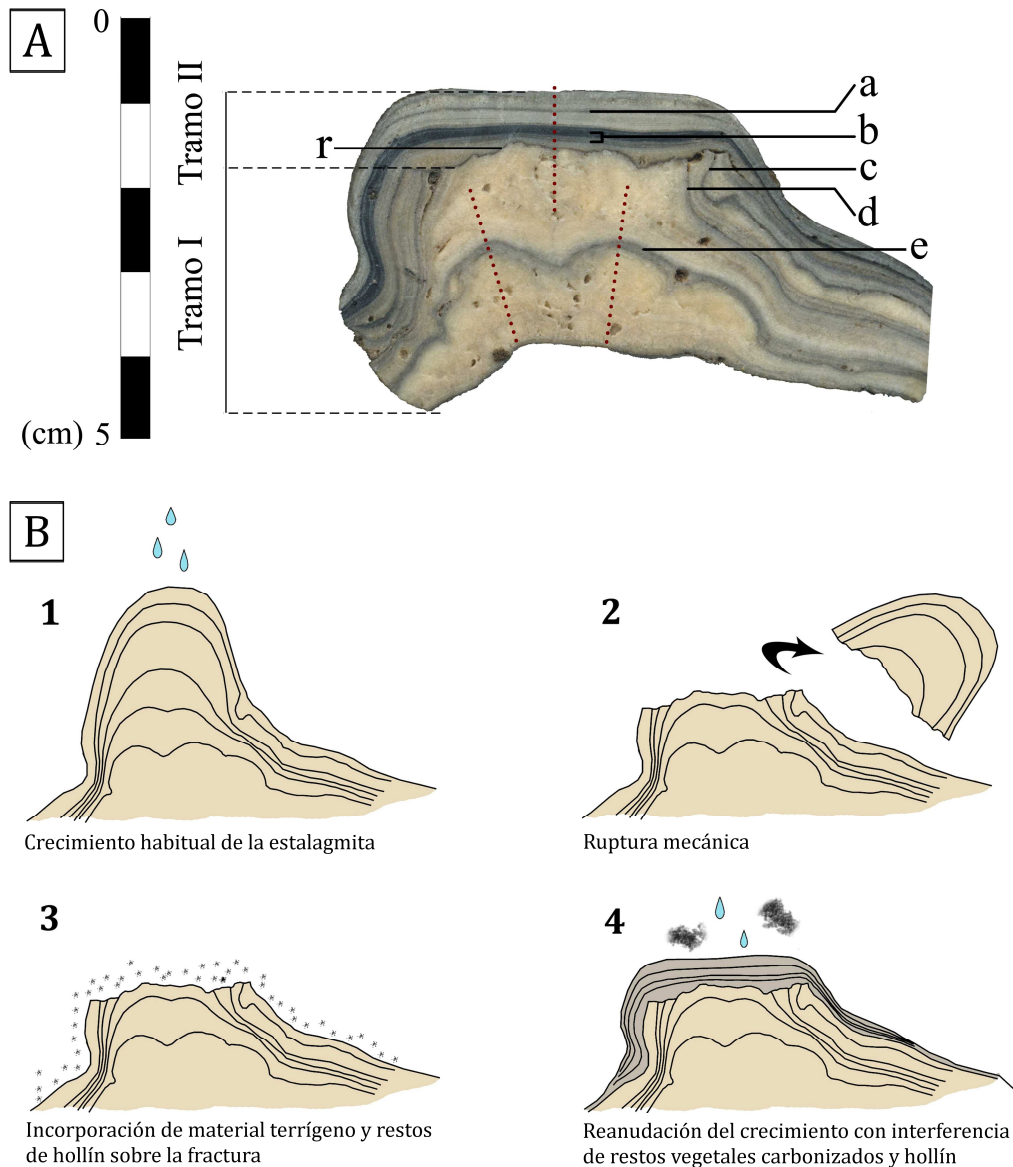 A
0
Tramo II
Tramo I
(cm) 5
r
a
b
c
d
e
B
1
2
Crecimiento habitual de la estalagmita
Ruptura mecánica
3
4
Incorporación de material terrígeno y restos
de hollín sobre la fractura
Reanudación del crecimiento con interferencia
de restos vegetales carbonizados y hollín